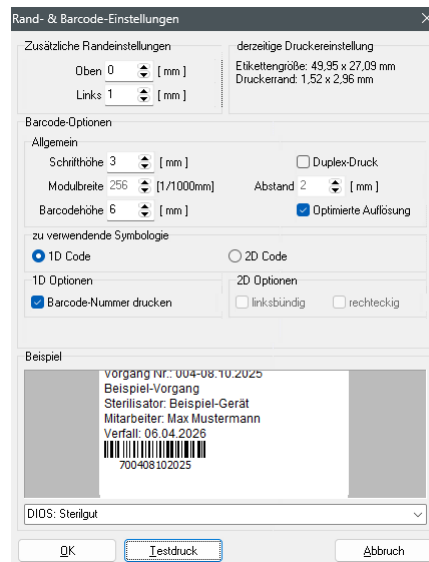 Rand- & Barcode-Einstellungen
Zusätzliche Randeinstellungen
Oben 0 [ mm ]
Links 1 [ mm ]
derzeitige Druckereinstellung
Etikettengröße: 49,95 x 27,09 mm
Druckerrand: 1,52 x 2,96 mm
Barcode-Optionen
Allgemein
Schrifthöhe 3 [ mm ]
Duplex-Druck
Modulbreite 256 [1/1000mm]
Abstand 2 [ mm ]
Barcodehöhe 6 [ mm ]
Optimierte Auflösung
zu verwendende Symbologie
1D Code
2D Code
1D Optionen
Barcode-Nummer drucken
2D Optionen
linksbündig
rechteckig
Beispiel
Vorgang Nr.: 004-08.10.2025
Beispiel-Vorgang
Sterilisator: Beispiel-Gerät
Mitarbeiter: Max Mustermann
Verfall: 06.04.2026
700408102025
DIOS: Sterilgut
OK
Testdruck
Abbruch